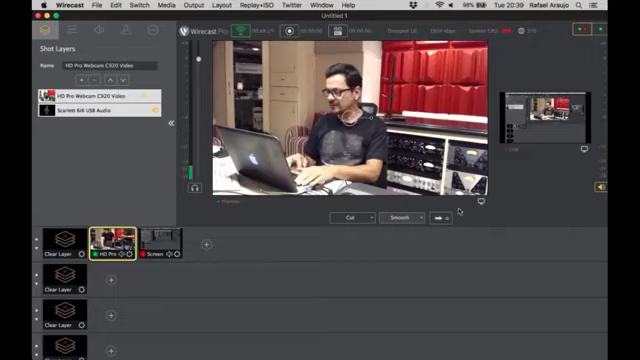 Wirecast File Edit Switch Media Output Layout Replay+ISO Twitter Window Help
Tue 20:39 Rafael Araujo
Untitled 1
Wirecast Pro
Shot Layers
Name HD Pro Webcam C920 Video
HD Pro Webcam C920 Video
Scarlett 6i6 USB Audio
Preview
Cut Smooth
Clear Layer HD Pro Screen
Clear Layer
Clear Layer